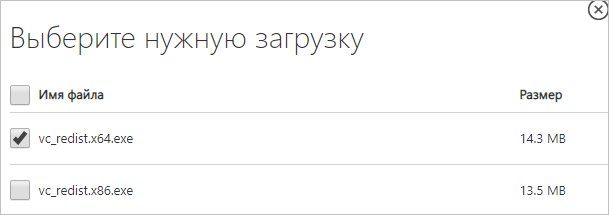 Выберите нужную загрузку
Имя файла Размер
vc_redist.x64.exe 14.3 MB
vc_redist.x86.exe 13.5 MB